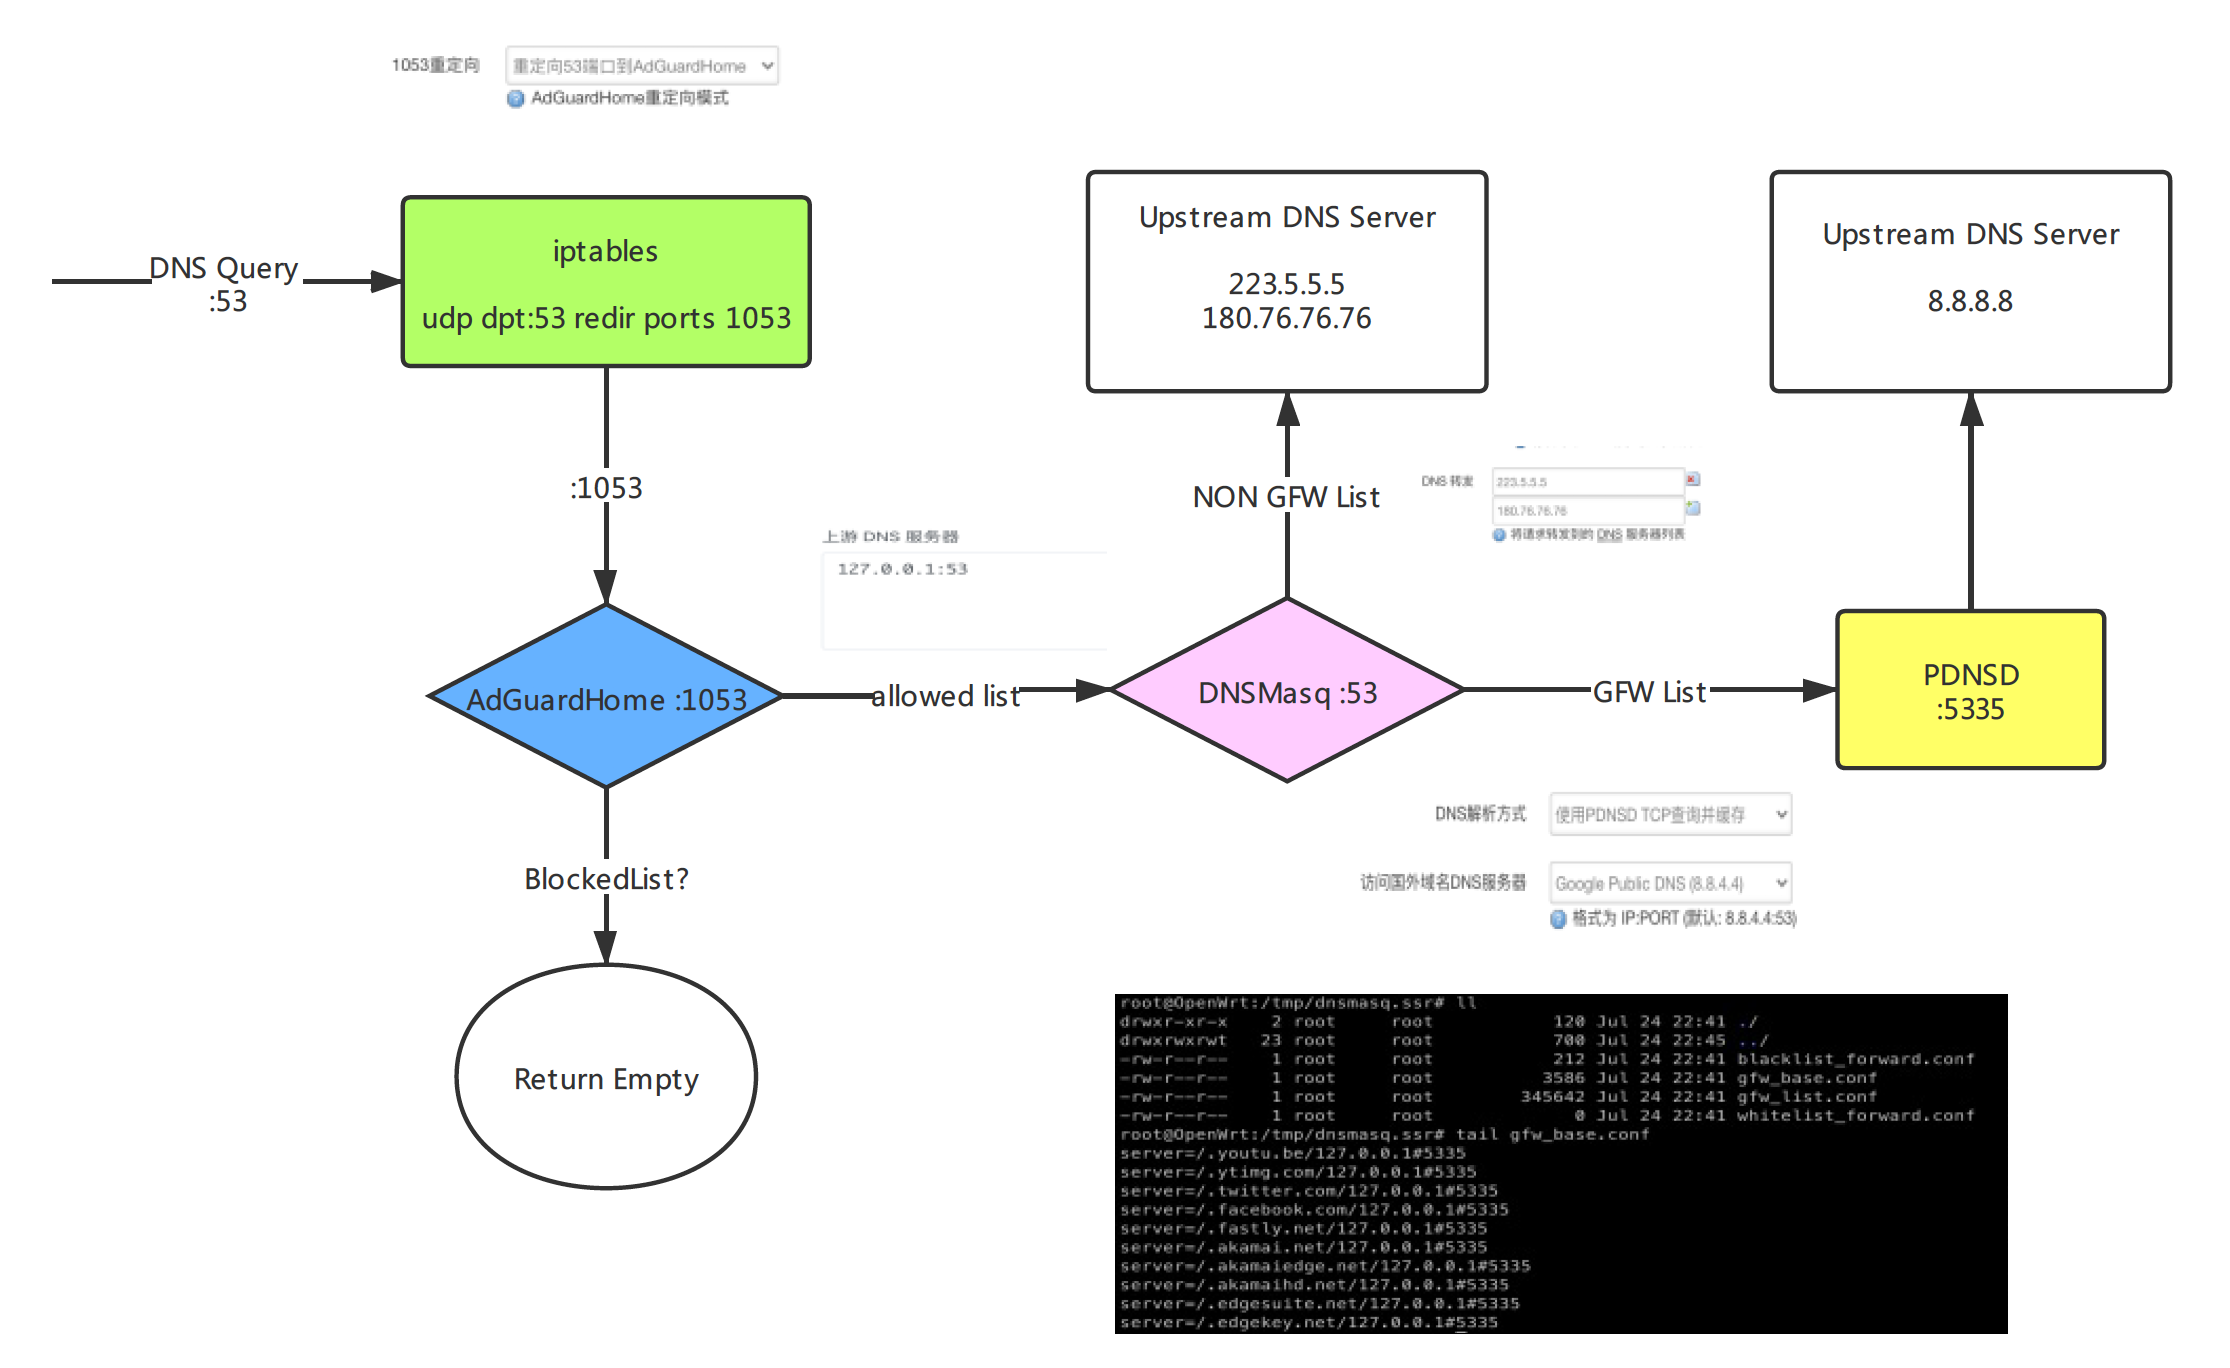 1053重定向
重定向53端口到AdGuardHome
AdGuardHome重定向模式
DNS Query
:53
iptables
udp dpt:53 redir ports 1053
Upstream DNS Server
223.5.5.5
180.76.76.76
Upstream DNS Server
8.8.8.8
:1053
NON GFW List
DNS 转发
223.5.5.5
180.76.76.76
将请求转发到的 DNS 服务器列表
上游 DNS 服务器
127.0.0.1:53
AdGuardHome :1053
allowed list
DNSMasq :53
GFW List
PDNSD
:5335
DNS解析方式
使用PDNSD TCP查询并缓存
访问国外域名DNS服务器
Google Public DNS (8.8.4.4)
格式为 IP:PORT (默认: 8.8.4.4:53)
BlockedList?
Return Empty
root@OpenWrt:/tmp/dnsmasq.ssr# ll
drwxr-xr-x 2 root root 120 Jul 24 22:41 ./
drwxrwxrwt 23 root root 700 Jul 24 22:45 ../
-rw-r--r-- 1 root root 212 Jul 24 22:41 blacklist_forward.conf
-rw-r--r-- 1 root root 3586 Jul 24 22:41 gfw_base.conf
-rw-r--r-- 1 root root 345642 Jul 24 22:41 gfw_list.conf
-rw-r--r-- 1 root root 0 Jul 24 22:41 whitelist_forward.conf
root@OpenWrt:/tmp/dnsmasq.ssr# tail gfw_base.conf
server=/.youtu.be/127.0.0.1#5335
server=/.ytimg.com/127.0.0.1#5335
server=/.twitter.com/127.0.0.1#5335
server=/.facebook.com/127.0.0.1#5335
server=/.fastly.net/127.0.0.1#5335
server=/.akamai.net/127.0.0.1#5335
server=/.akamaiedge.net/127.0.0.1#5335
server=/.akamaihd.net/127.0.0.1#5335
server=/.edgesuite.net/127.0.0.1#5335
server=/.edgekey.net/127.0.0.1#5335